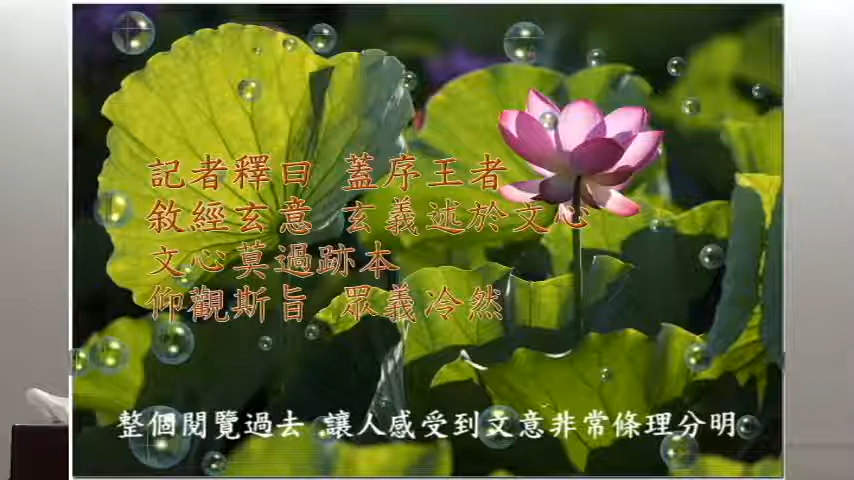 記者釋曰 蓋序王者
敘經玄意 玄義述於文心
文心莫過跡本
仰觀斯旨 眾義冷然
整個閱覽過去 讓人感受到文意非常條理分明